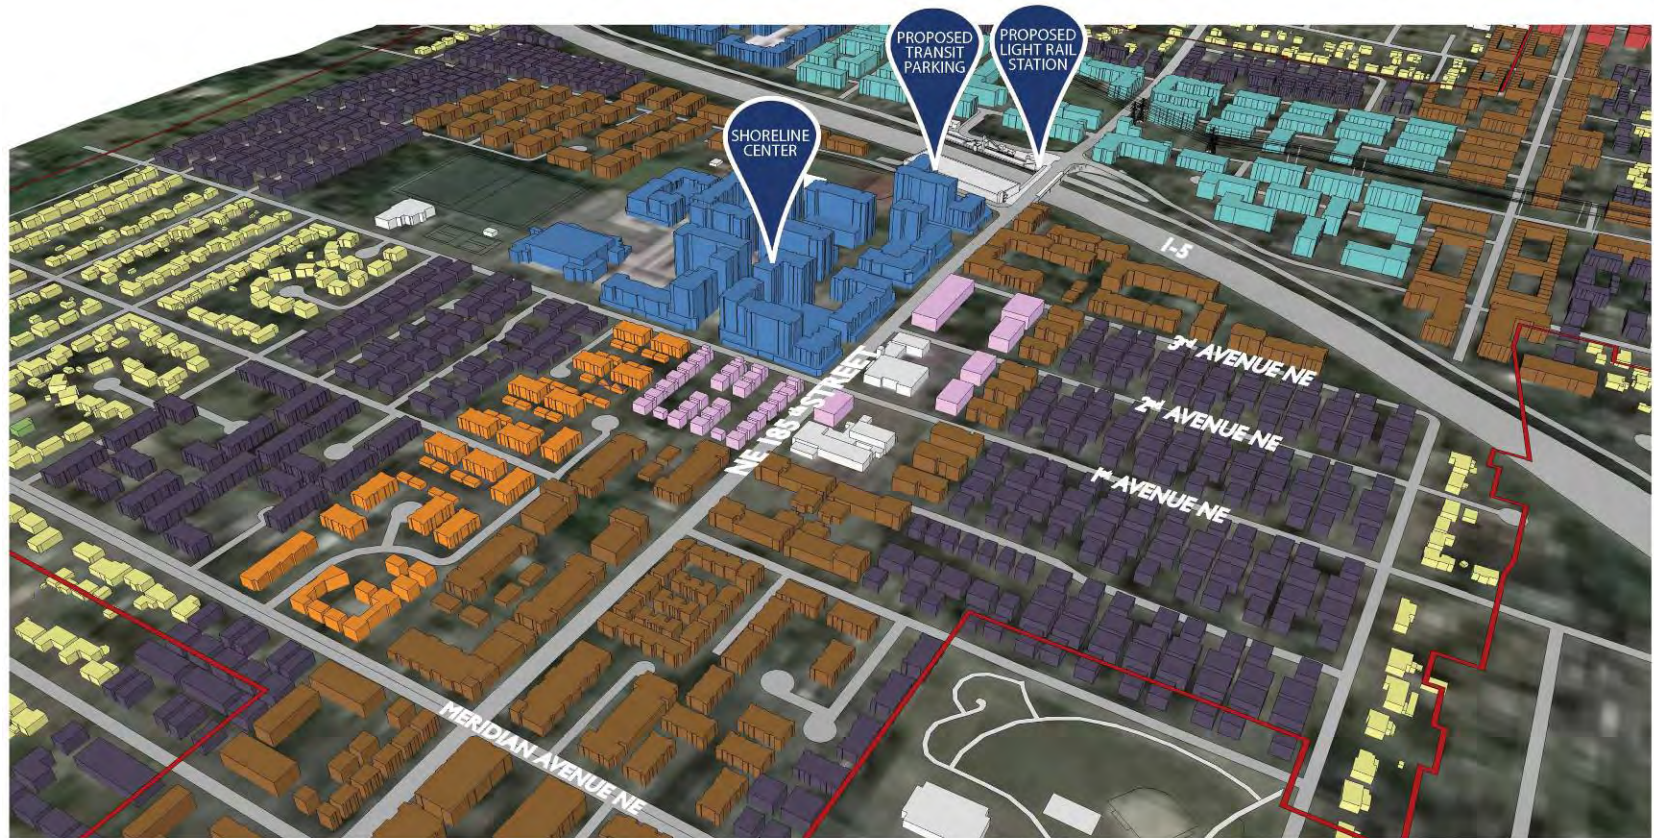 PROPOSED
TRANSIT
PARKING
PROPOSED
LIGHT RAIL
STATION
SHORELINE
CENTER
I-5
3rd AVENUE NE
2nd AVENUE NE
1st AVENUE NE
NE 185th STREET
MERIDIAN AVENUE NE